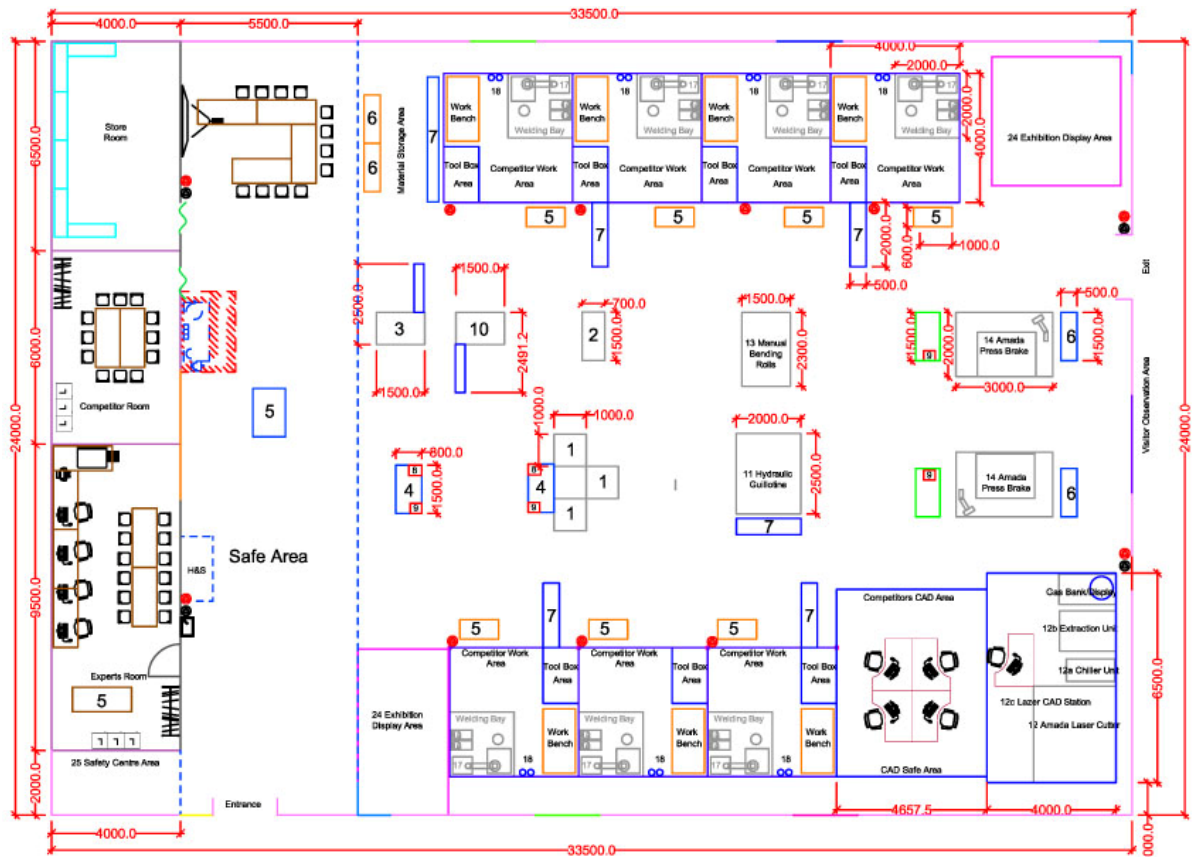 33500.0
4000.0
5500.0
4000.0
2000.0
6500.0
Store
Room
6
6
Material Storage Area
7
Work
Bench
18
17
Welding Bay
Tool Box
Area
Competitor Work
Area
Work
Bench
18
17
Welding Bay
Tool Box
Area
Competitor Work
Area
Work
Bench
18
17
Welding Bay
Tool Box
Area
Competitor Work
Area
Work
Bench
18
17
Welding Bay
Tool Box
Area
Competitor Work
Area
2000.0
4000.0
24 Exhibition Display Area
5
7
5
5
7
5
2000.0
600.0
1000.0
500.0
Exit
6000.0
Competitor Room
L
L
L
2500.0
3
1500.0
1500.0
10
2491.2
700.0
2
1500.0
1500.0
13 Manual
Bending
Rolls
2300.0
1500.0
9
2000.0
14 Amada
Press Brake
3000.0
500.0
6
1500.0
Visitor Observation Area
24000.0
24000.0
5
800.0
8
4
9
1500.0
1000.0
1000.0
1
8
4
9
1
1
2000.0
11 Hydraulic
Guillotine
2500.0
7
9
14 Amada
Press Brake
6
9500.0
H&S
Safe Area
Experts Room
5
L
L
L
25 Safety Centre Area
2000.0
Entrance
24 Exhibition
Display Area
5
7
5
5
7
Competitor Work
Area
Tool Box
Area
Competitor Work
Area
Tool Box
Area
Competitor Work
Area
Tool Box
Area
Welding Bay
17
18
Work
Bench
Welding Bay
17
18
Work
Bench
Welding Bay
17
18
Work
Bench
Competitors CAD Area
CAD Safe Area
Gas Bank/Display
12b Extraction Unit
12a Chiller Unit
12c Lazer CAD Station
12 Amada Laser Cutter
6500.0
4657.5
4000.0
000.0
4000.0
33500.0